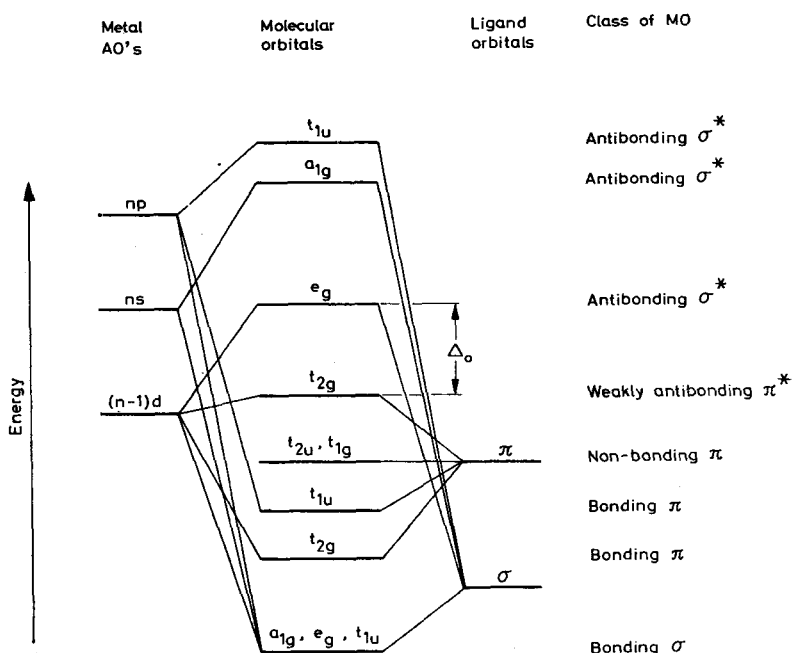 Metal AO's
Molecular orbitals
Ligand orbitals
Class of MO
t1u
Antibonding σ*
a1g
Antibonding σ*
np
ns
eg
Antibonding σ*
Δo
t2g
Weakly antibonding π*
(n-1)d
t2u, t1g
π
Non-bonding π
t1u
Bonding π
t2g
Bonding π
σ
a1g, eg, t1u
Bonding σ
Energy